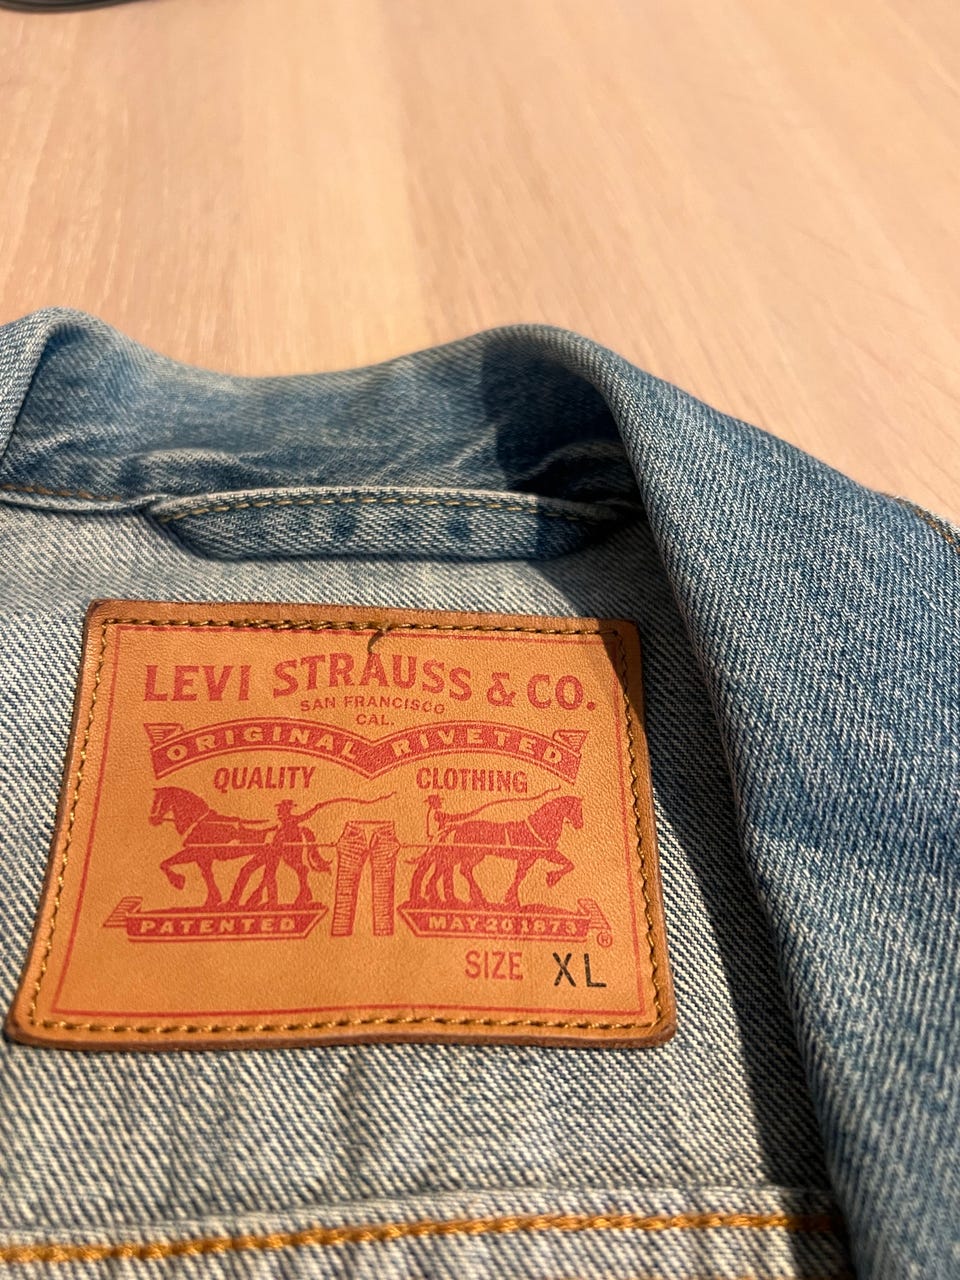 LEVI STRAUSS & CO.
SAN FRANCISCO
CAL.
ORIGINAL RIVETED
QUALITY CLOTHING
PATENTED MAY 20 1873
®
SIZE XL